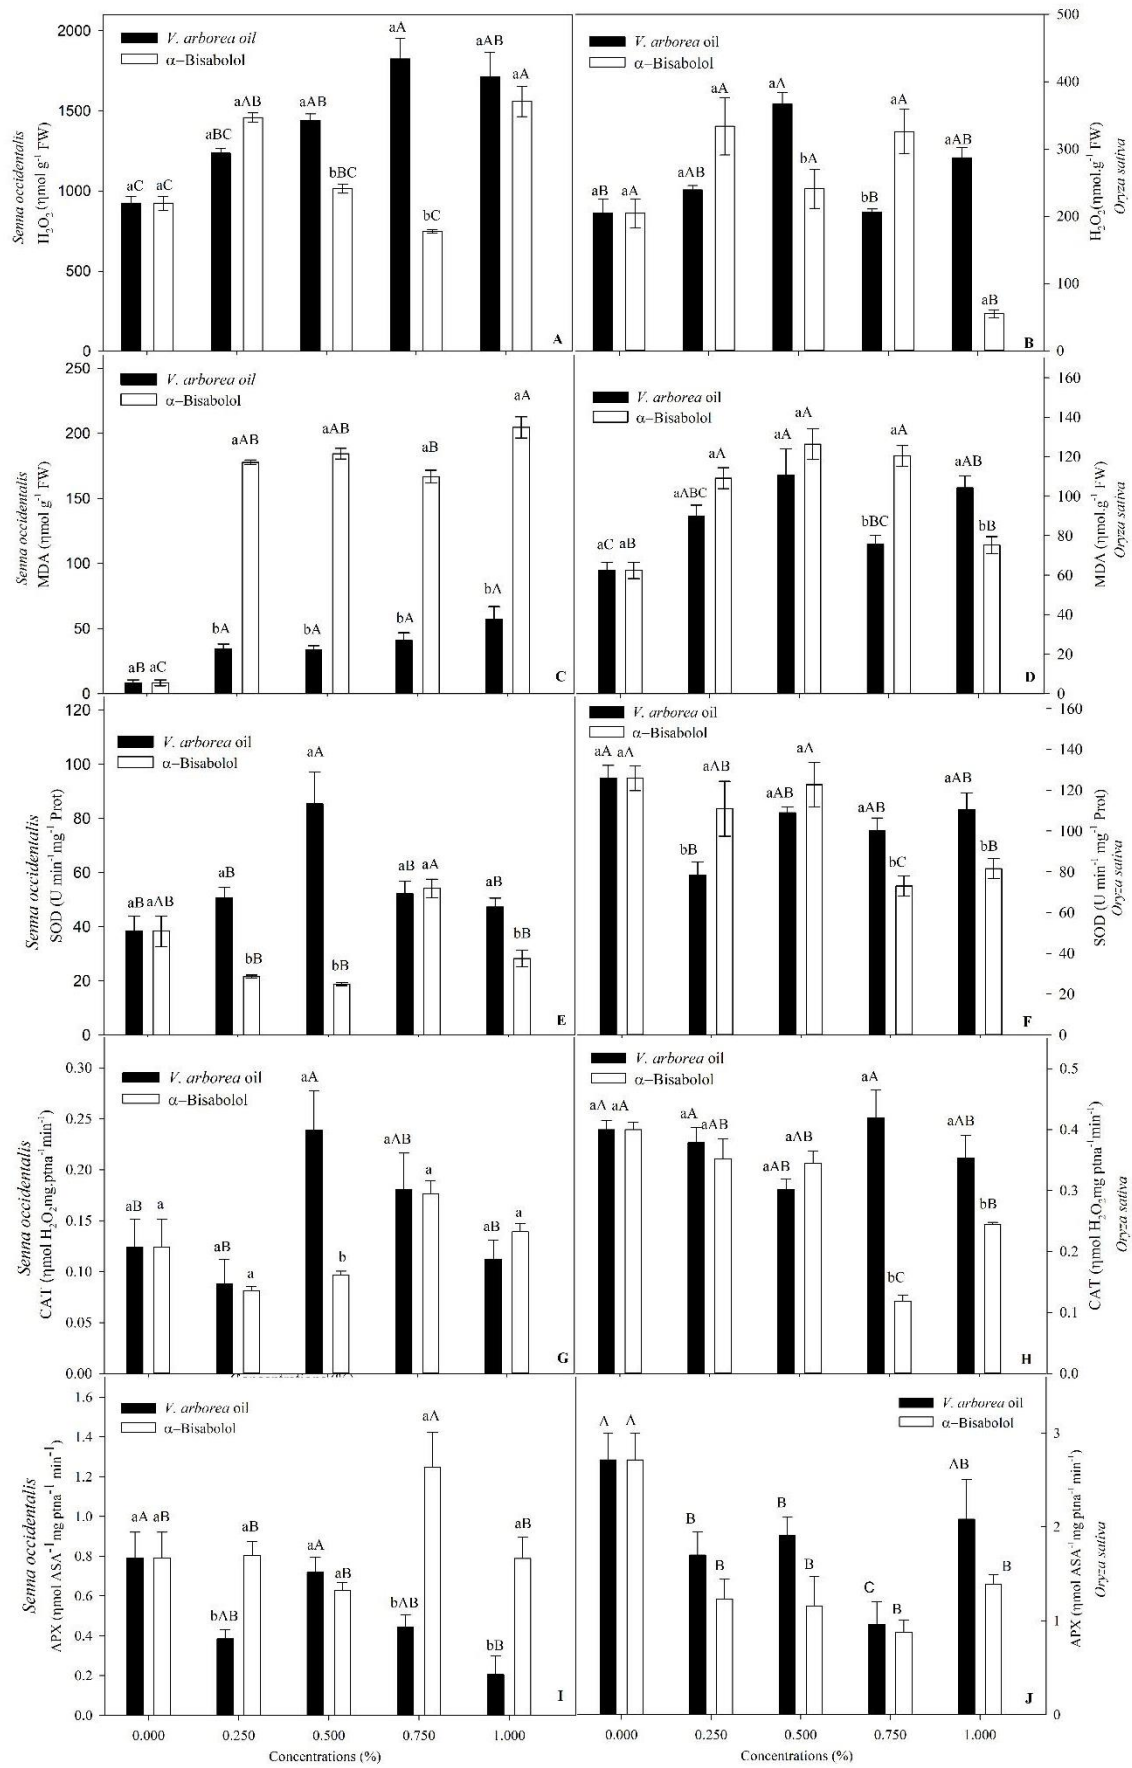 Senna occidentalis
H₂O₂ (ηmol g⁻¹ FW)
2000
1500
1000
500
0
V. arborea oil
α−Bisabolol
aC aC
aBC aAB
aAB bBC
aA bC
aAB aA
A
V. arborea oil
α−Bisabolol
aB aA
aAB aA
aA bA
bB aA
aAB aB
B
500
400
300
200
100
0
H₂O₂(ηmol.g⁻¹ FW)
Oryza sativa
Senna occidentalis
MDA (ηmol g⁻¹ FW)
250
200
150
100
50
0
V. arborea oil
α−Bisabolol
aB aC
bA aAB
bA aAB
bA aB
bA aA
C
V. arborea oil
α−Bisabolol
aC aB
aABC aA
aA aA
bBC aA
aAB bB
D
160
140
120
100
80
60
40
20
0
MDA (ηmol.g⁻¹ FW)
Oryza sativa
Senna occidentalis
SOD (U min⁻¹mg⁻¹ Prot)
120
100
80
60
40
20
0
V. arborea oil
α−Bisabolol
aB aAB
aB bB
aA bB
aB aA
aB bB
E
V. arborea oil
α−Bisabolol
aA aA
bB aAB
aAB aA
aAB bC
aAB bB
F
160
140
120
100
80
60
40
20
0
SOD (U min⁻¹ mg⁻¹ Prot)
Oryza sativa
Senna occidentalis
CAT (ηmol H₂O₂mg.ptna⁻¹min⁻¹)
0.30
0.25
0.20
0.15
0.10
0.05
0.00
V. arborea oil
α−Bisabolol
aB a
aB a
aA b
aAB a
aB a
G
V. arborea oil
α−Bisabolol
aA aA
aA aAB
aAB aAB
aA bC
aAB bB
H
0.5
0.4
0.3
0.2
0.1
0.0
CAT (ηmol H₂O₂mg ptna⁻¹min⁻¹)
Oryza sativa
Senna occidentalis
APX (ηmol ASA⁻¹mg ptna⁻¹ min⁻¹)
1.6
1.4
1.2
1.0
0.8
0.6
0.4
0.2
0.0
V. arborea oil
α−Bisabolol
aA aB
bAB aB
aA aB
bAB aA
bB aB
I
V. arborea oil
α−Bisabolol
A A
B B
B B
C B
AB B
J
3
2
1
0
APX (ηmol ASA⁻¹mg ptna⁻¹ min⁻¹)
Oryza sativa
0.000 0.250 0.500 0.750 1.000
Concentrations (%)
0.000 0.250 0.500 0.750 1.000
Concentrations (%)